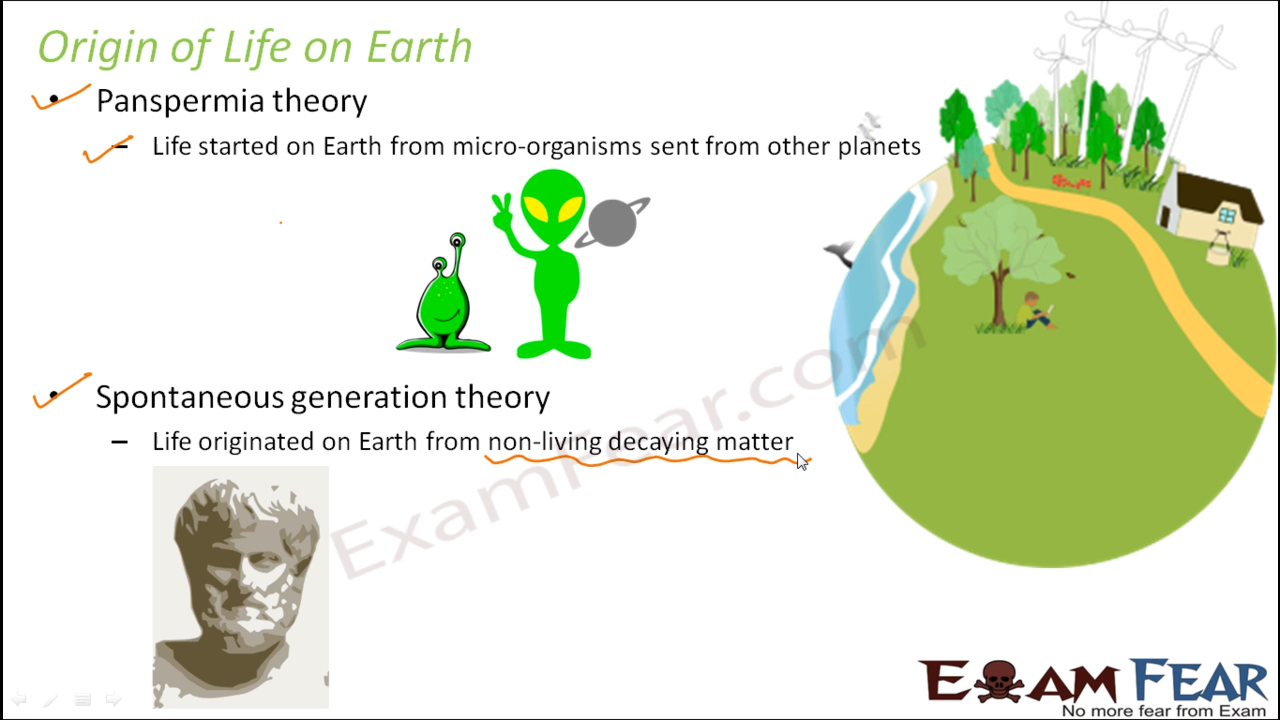 Origin of Life on Earth
• Panspermia theory
– Life started on Earth from micro-organisms sent from other planets
• Spontaneous generation theory
– Life originated on Earth from non-living decaying matter
ExamFear.com
EXAM FEAR
No more fear from Exam